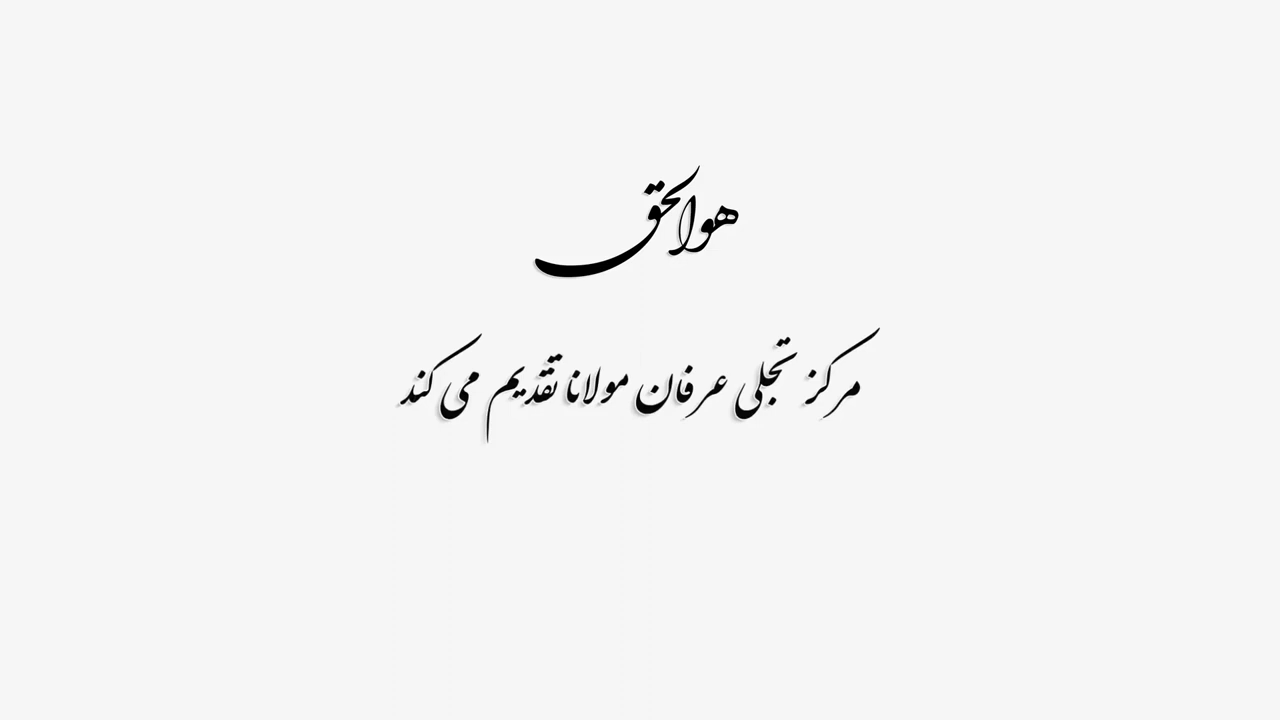 هوالحق
مرکز تجلی عرفان مولانا تقدیم می کند